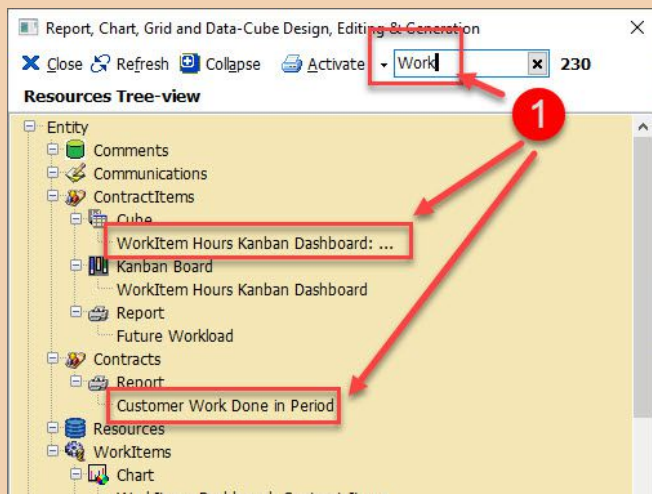 Report, Chart, Grid and Data-Cube Design, Editing & Generation
Close Refresh Collapse Activate Work 230
Resources Tree-view
1
Entity
Comments
Communications
ContractItems
Cube
WorkItem Hours Kanban Dashboard: ...
Kanban Board
WorkItem Hours Kanban Dashboard
Report
Future Workload
Contracts
Report
Customer Work Done in Period
Resources
WorkItems
Chart